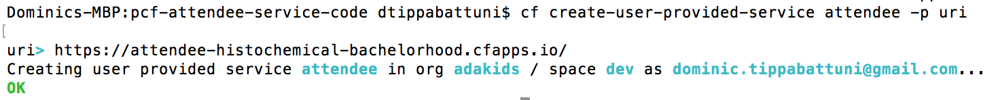 Dominics-MBP:pcf-attendee-service-code dtippabattuni$ cf create-user-provided-service attendee -p uri
[
uri> https://attendee-histochemical-bachelorhood.cfapps.io/
Creating user provided service attendee in org adakids / space dev as dominic.tippabattuni@gmail.com...
OK